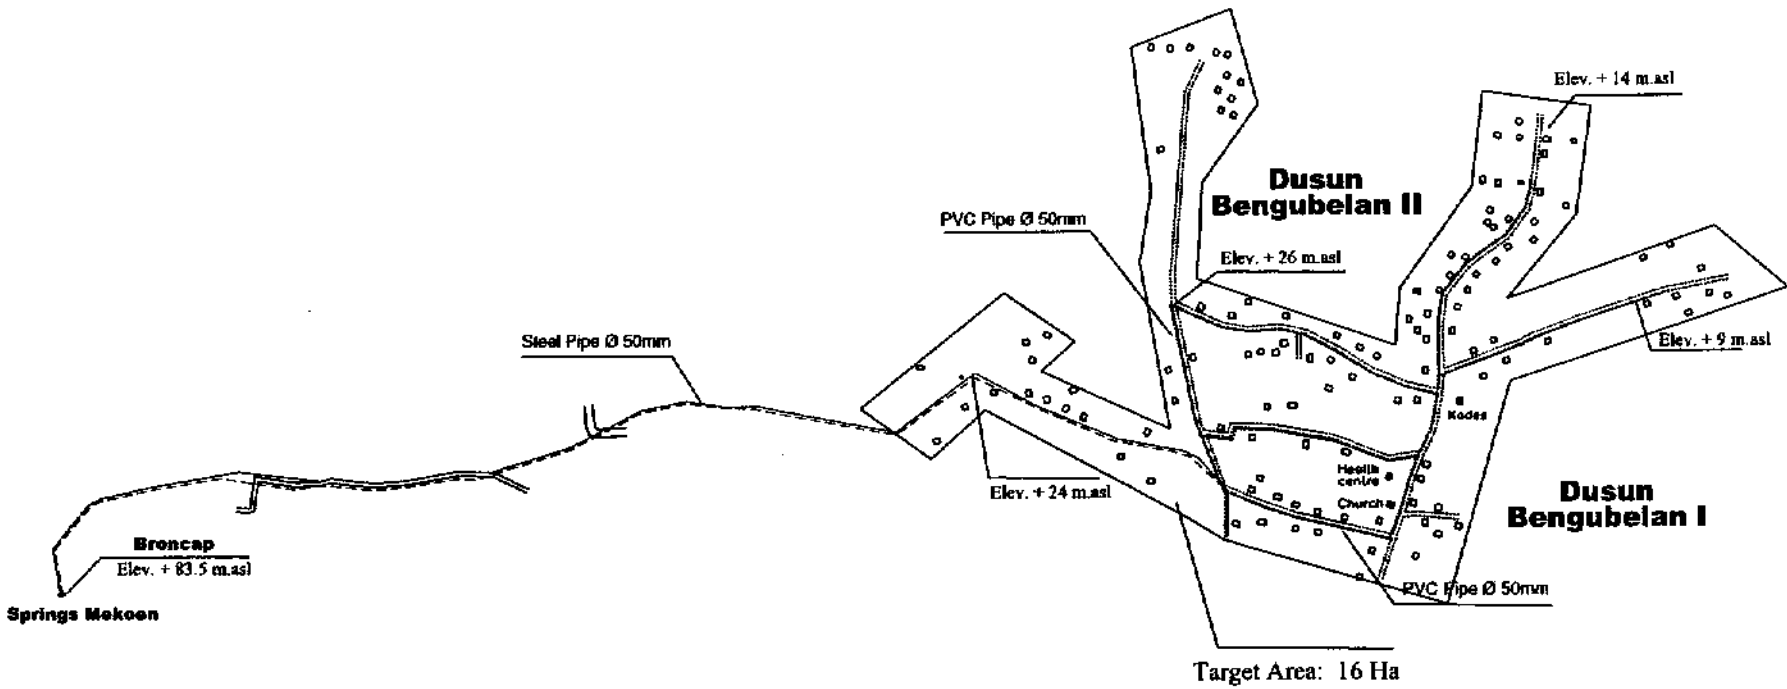 Elev. + 14 m.asl
Dusun
Bengubelan II
PVC Pipe Ø 50mm
Elev. + 26 m.asl
Steel Pipe Ø 50mm
Elev. + 9 m.asl
Kades
Health
centre
Elev. + 24 m.asl
Church
Dusun
Bengubelan I
Broncap
Elev. + 83.5 m.asl
PVC Pipe Ø 50mm
Springs Mekoen
Target Area: 16 Ha